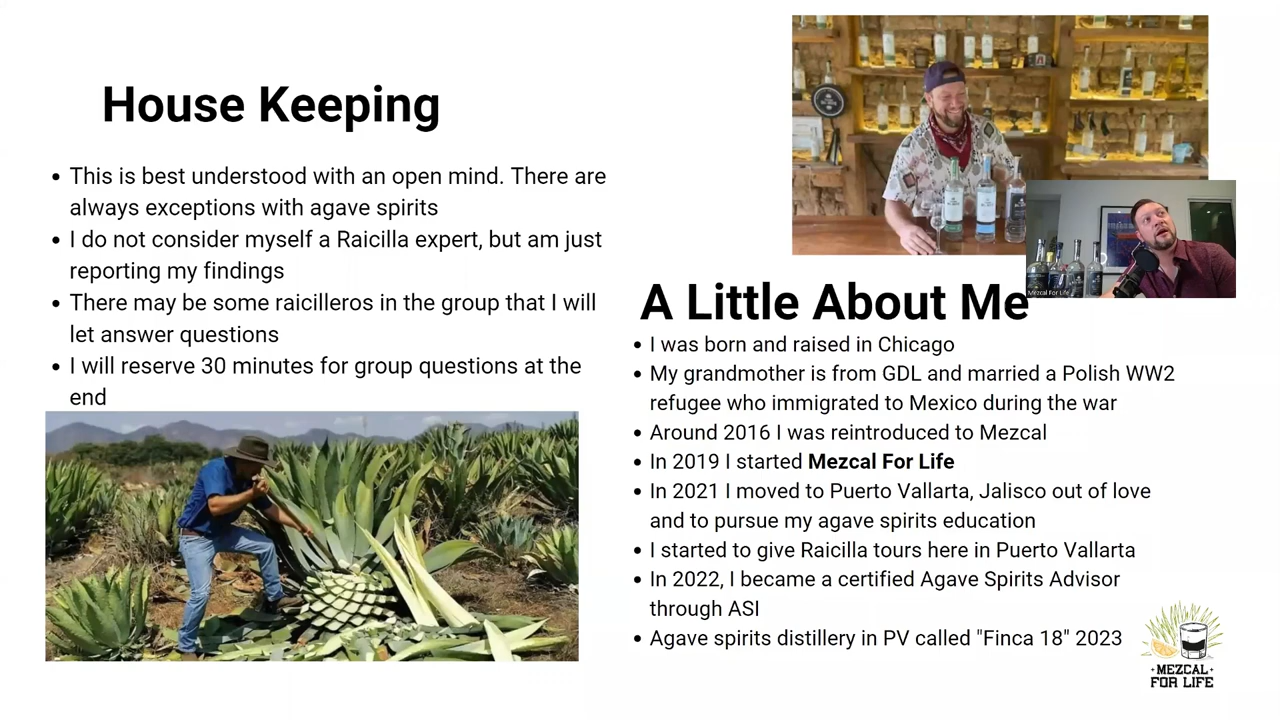 House Keeping
This is best understood with an open mind. There are
always exceptions with agave spirits
I do not consider myself a Raicilla expert, but am just
reporting my findings
There may be some raicilleros in the group that I will
let answer questions
I will reserve 30 minutes for group questions at the
end
Mezcal For Life
A Little About Me
I was born and raised in Chicago
My grandmother is from GDL and married a Polish WW2
refugee who immigrated to Mexico during the war
Around 2016 I was reintroduced to Mezcal
In 2019 I started Mezcal For Life
In 2021 I moved to Puerto Vallarta, Jalisco out of love
and to pursue my agave spirits education
I started to give Raicilla tours here in Puerto Vallarta
In 2022, I became a certified Agave Spirits Advisor
through ASI
Agave spirits distillery in PV called "Finca 18" 2023
MEZCAL
FOR LIFE